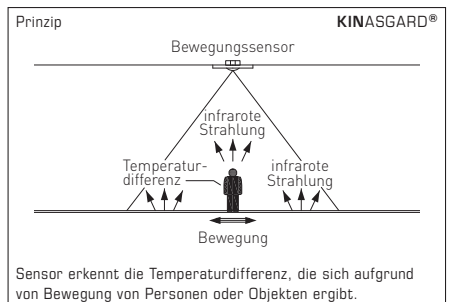 Prinzip KINASGARD®
Bewegungssensor
infrarote
Strahlung
Temperatur-
differenz
infrarote
Strahlung
Bewegung
Sensor erkennt die Temperaturdifferenz, die sich aufgrund
von Bewegung von Personen oder Objekten ergibt.